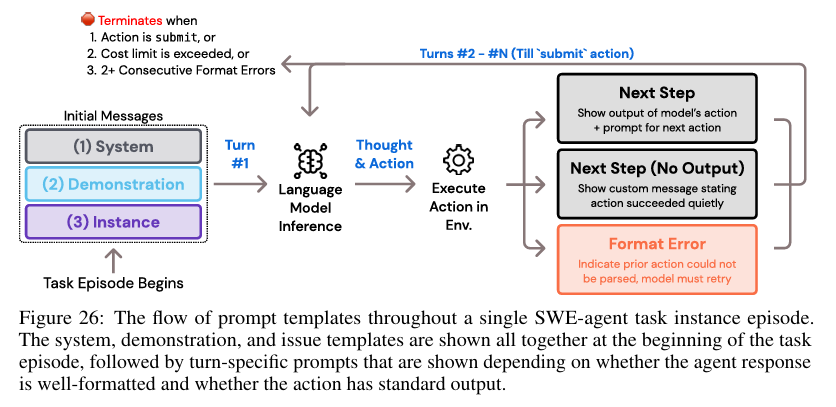 Terminates when
1. Action is submit, or
2. Cost limit is exceeded, or
3. 2+ Consecutive Format Errors
Turns #2 - #N (Till `submit` action)
Initial Messages
(1) System
(2) Demonstration
(3) Instance
Task Episode Begins
Turn
#1
Language
Model
Inference
Thought
& Action
Execute
Action in
Env.
Next Step
Show output of model's action
+ prompt for next action
Next Step (No Output)
Show custom message stating
action succeeded quietly
Format Error
Indicate prior action could not
be parsed, model must retry
Figure 26: The flow of prompt templates throughout a single SWE-agent task instance episode.
The system, demonstration, and issue templates are shown all together at the beginning of the task
episode, followed by turn-specific prompts that are shown depending on whether the agent response
is well-formatted and whether the action has standard output.